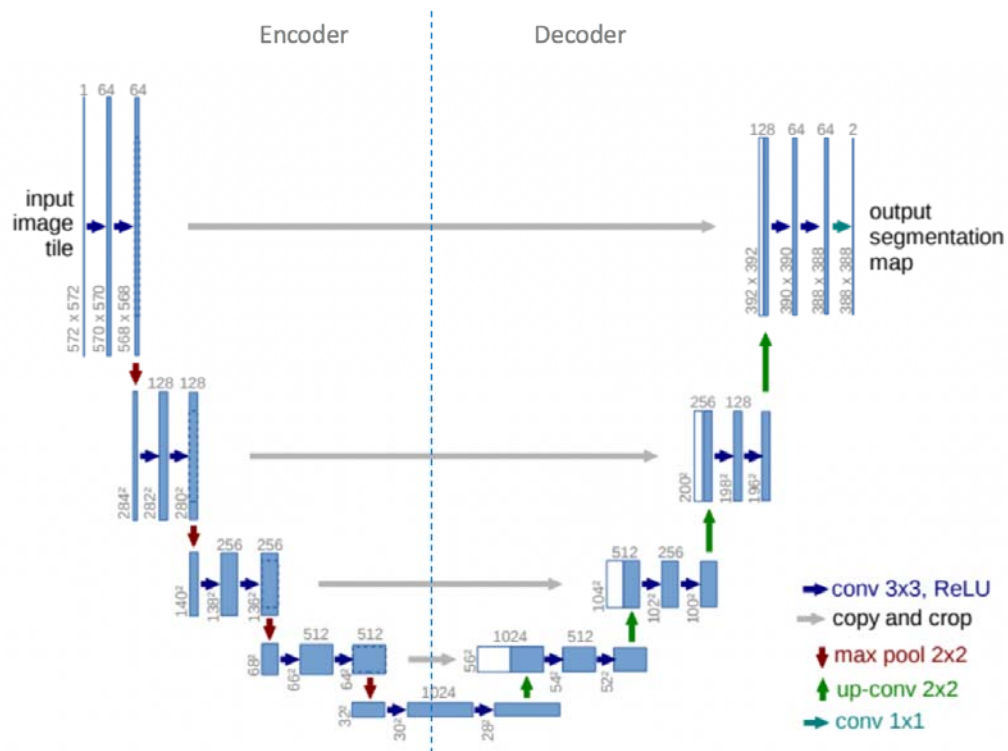 Encoder
Decoder
1 64 64
128 64 64 2
input
image
tile
output
segmentation
map
572 x 572
570 x 570
568 x 568
392 x 392
390 x 390
388 x 388
388 x 388
128 128
256 128
284²
282²
280²
200²
198²
196²
256 256
512 256
140²
138²
136²
104²
102²
100²
512 512
1024 512
68²
66²
64²
56²
54²
52²
1024
32²
30²
28²
conv 3x3, ReLU
copy and crop
max pool 2x2
up-conv 2x2
conv 1x1